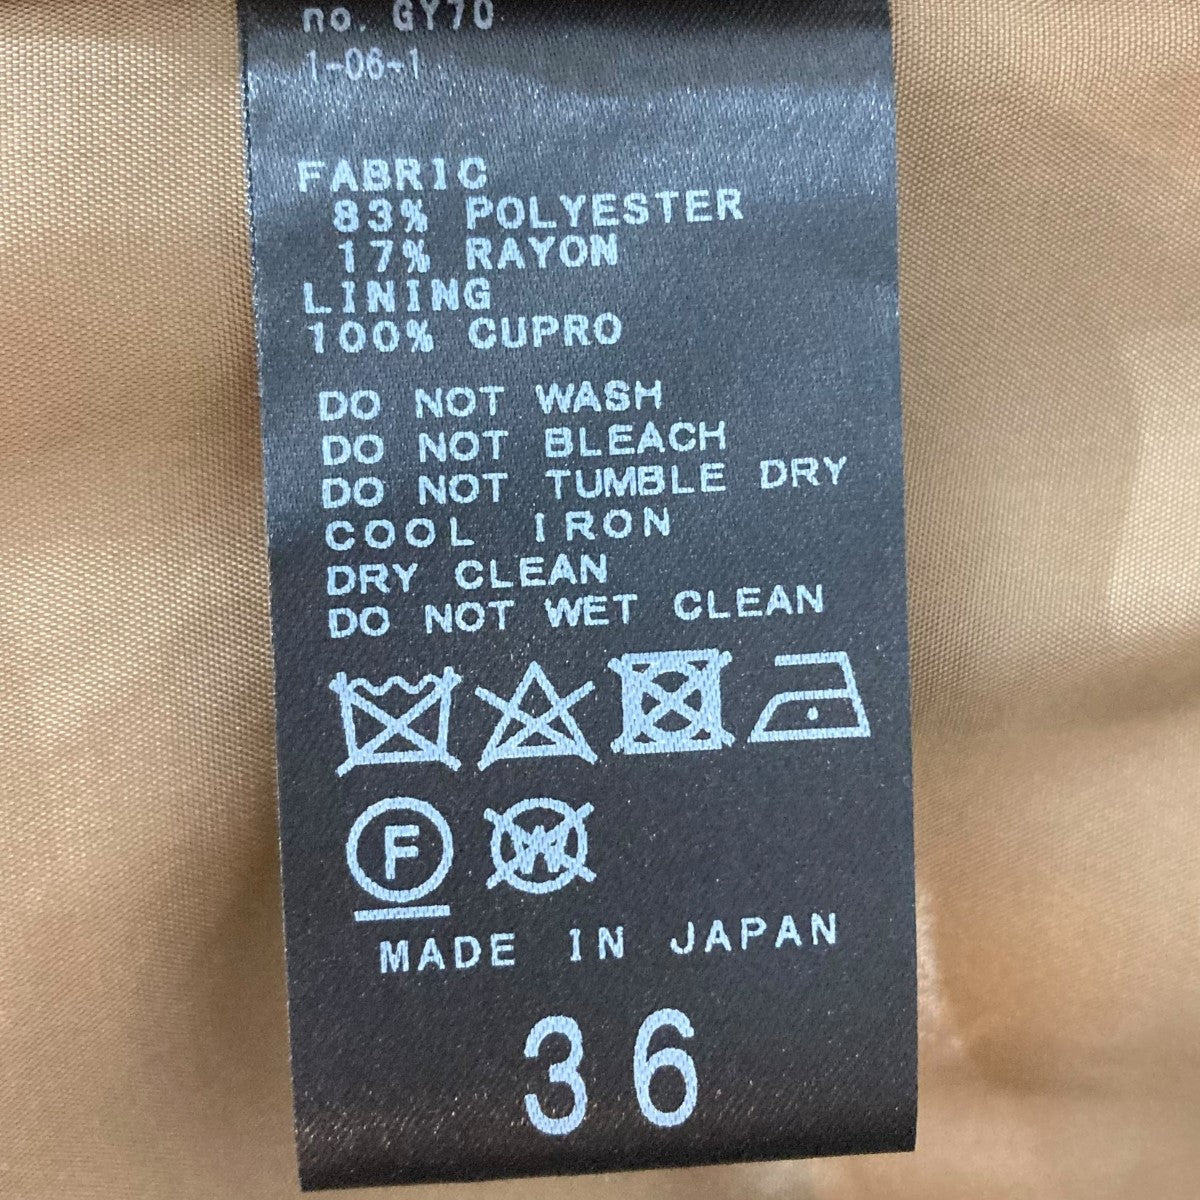 no. GY70
1-06-1
FABRIC
83% POLYESTER
17% RAYON
LINING
100% CUPRO
DO NOT WASH
DO NOT BLEACH
DO NOT TUMBLE DRY
COOL IRON
DRY CLEAN
DO NOT WET CLEAN
F W
MADE IN JAPAN
36